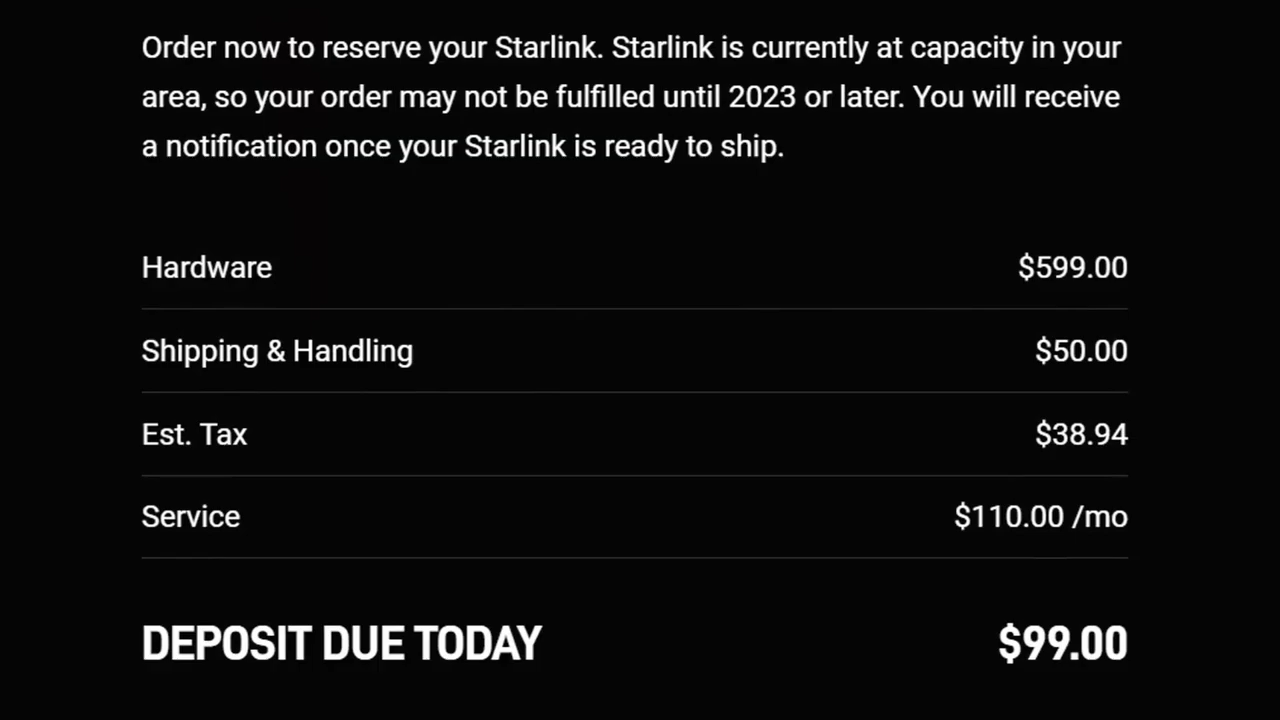 Order now to reserve your Starlink. Starlink is currently at capacity in your
area, so your order may not be fulfilled until 2023 or later. You will receive
a notification once your Starlink is ready to ship.
Hardware $599.00
Shipping & Handling $50.00
Est. Tax $38.94
Service $110.00 /mo
DEPOSIT DUE TODAY $99.00